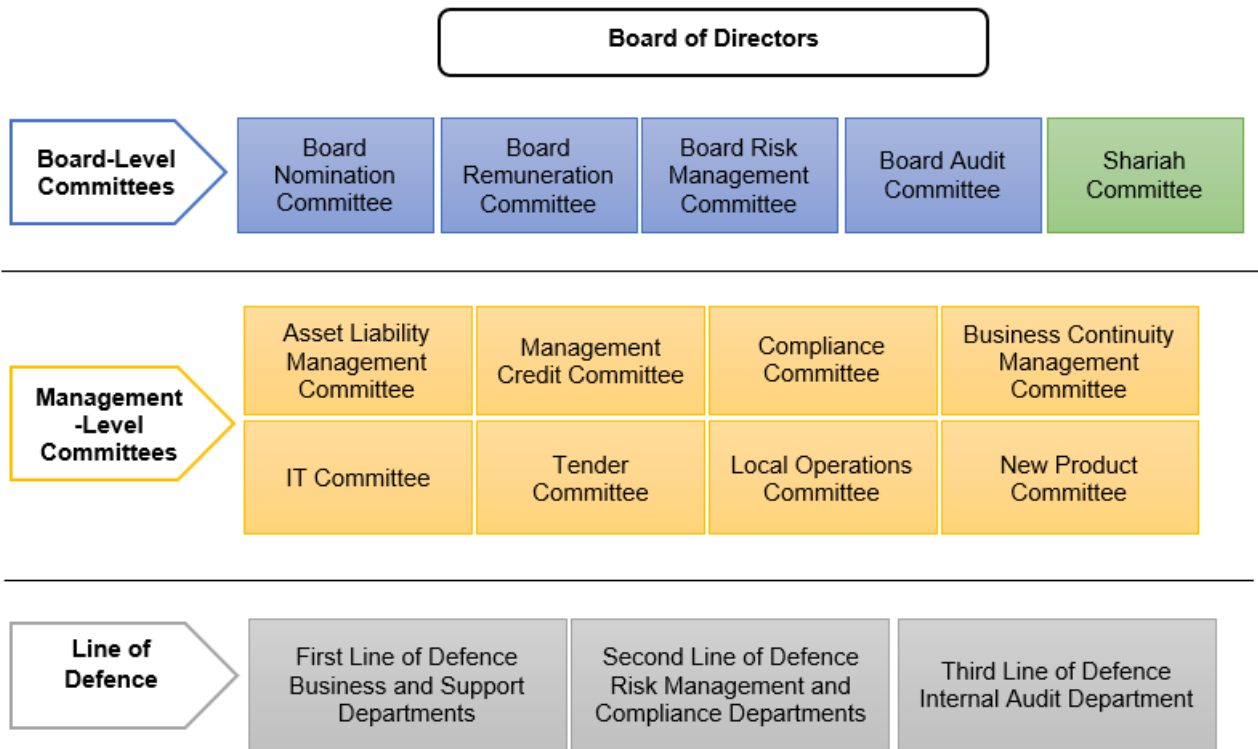 Board of Directors
Board-Level
Committees
Board
Nomination
Committee
Board
Remuneration
Committee
Board Risk
Management
Committee
Board Audit
Committee
Shariah
Committee
Management
-Level
Committees
Asset Liability
Management
Committee
Management
Credit Committee
Compliance
Committee
Business Continuity
Management
Committee
IT Committee
Tender
Committee
Local Operations
Committee
New Product
Committee
Line of
Defence
First Line of Defence
Business and Support
Departments
Second Line of Defence
Risk Management and
Compliance Departments
Third Line of Defence
Internal Audit Department